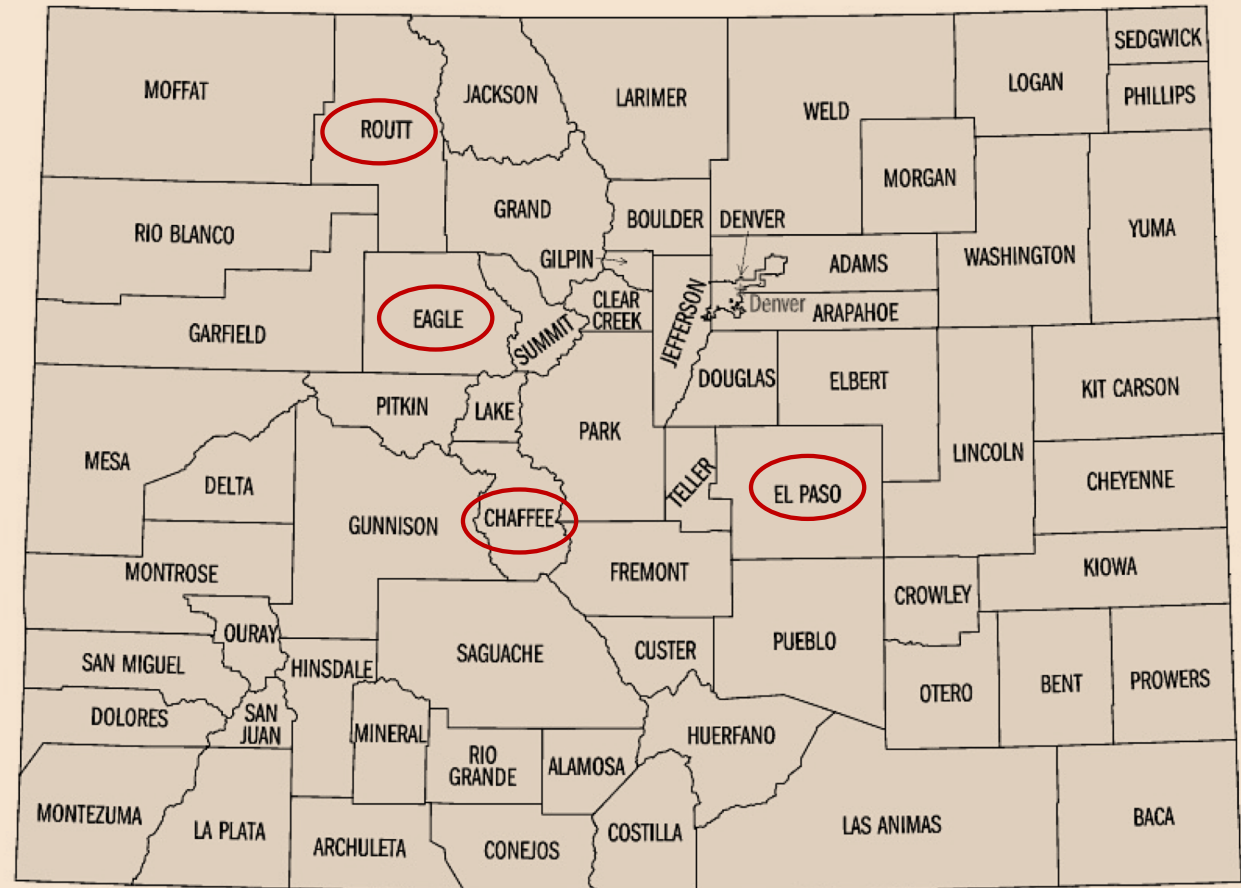 SEDGWICK
MOFFAT
JACKSON
LARIMER
WELD
LOGAN
PHILLIPS
ROUTT
MORGAN
GRAND
BOULDER
DENVER
YUMA
RIO BLANCO
GILPIN
ADAMS
WASHINGTON
CLEAR
CREEK
Denver
ARAPAHOE
EAGLE
SUMMIT
JEFFERSON
GARFIELD
DOUGLAS
ELBERT
KIT CARSON
PITKIN
LAKE
PARK
LINCOLN
MESA
DELTA
TELLER
EL PASO
CHEYENNE
GUNNISON
CHAFFEE
MONTROSE
FREMONT
KIOWA
CROWLEY
OURAY
SAN MIGUEL
HINSDALE
SAGUACHE
CUSTER
PUEBLO
OTERO
BENT
PROWERS
DOLORES
SAN
JUAN
MINERAL
RIO
GRANDE
ALAMOSA
HUERFANO
MONTEZUMA
LA PLATA
ARCHULETA
CONEJOS
COSTILLA
LAS ANIMAS
BACA